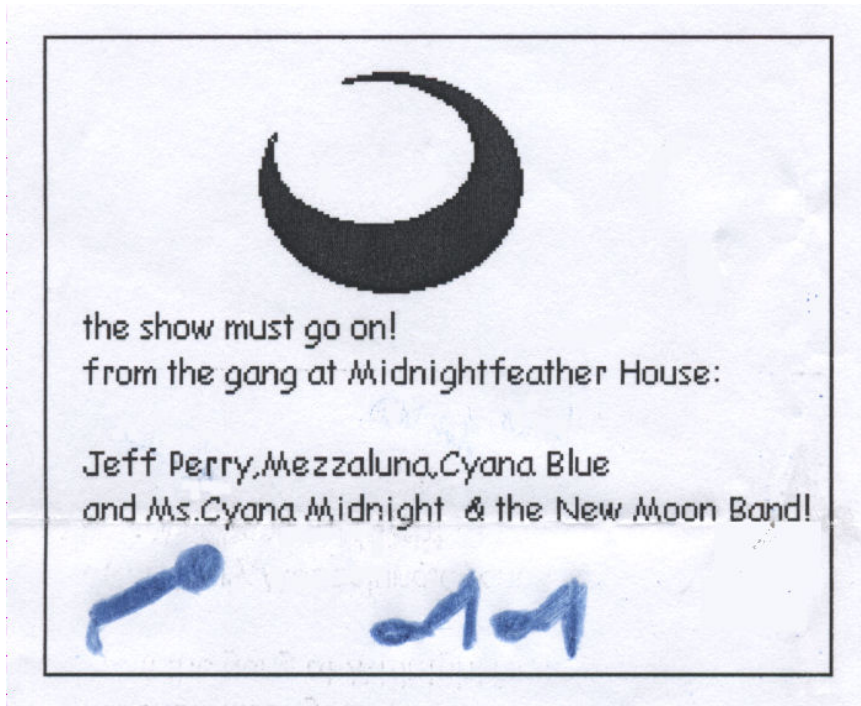 the show must go on!
from the gang at Midnightfeather House:
Jeff Perry,Mezzaluna,Cyana Blue
and Ms.Cyana Midnight & the New Moon Band!